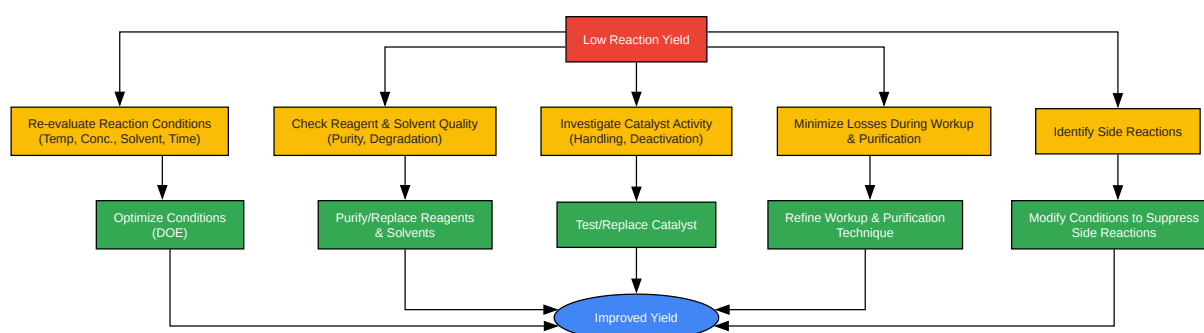 Low Reaction Yield
Re-evaluate Reaction Conditions
(Temp, Conc., Solvent, Time)
Check Reagent & Solvent Quality
(Purity, Degradation)
Investigate Catalyst Activity
(Handling, Deactivation)
Minimize Losses During Workup
& Purification
Identify Side Reactions
Optimize Conditions
(DOE)
Purify/Replace Reagents
& Solvents
Test/Replace Catalyst
Refine Workup & Purification
Technique
Modify Conditions to Suppress
Side Reactions
Improved Yield